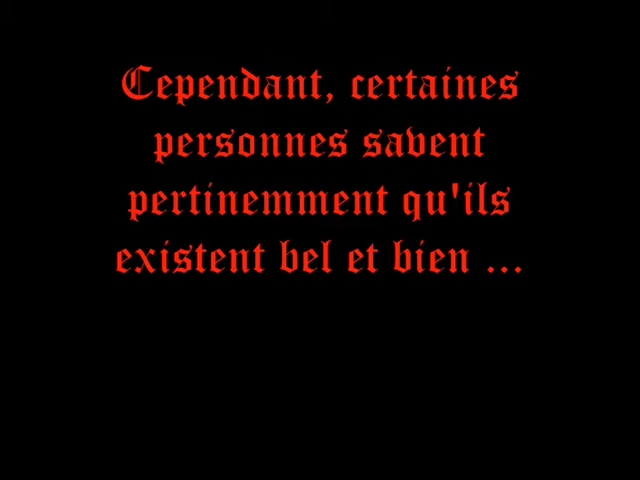 Cependant, certaines
personnes savent
pertinemment qu'ils
existent bel et bien ...